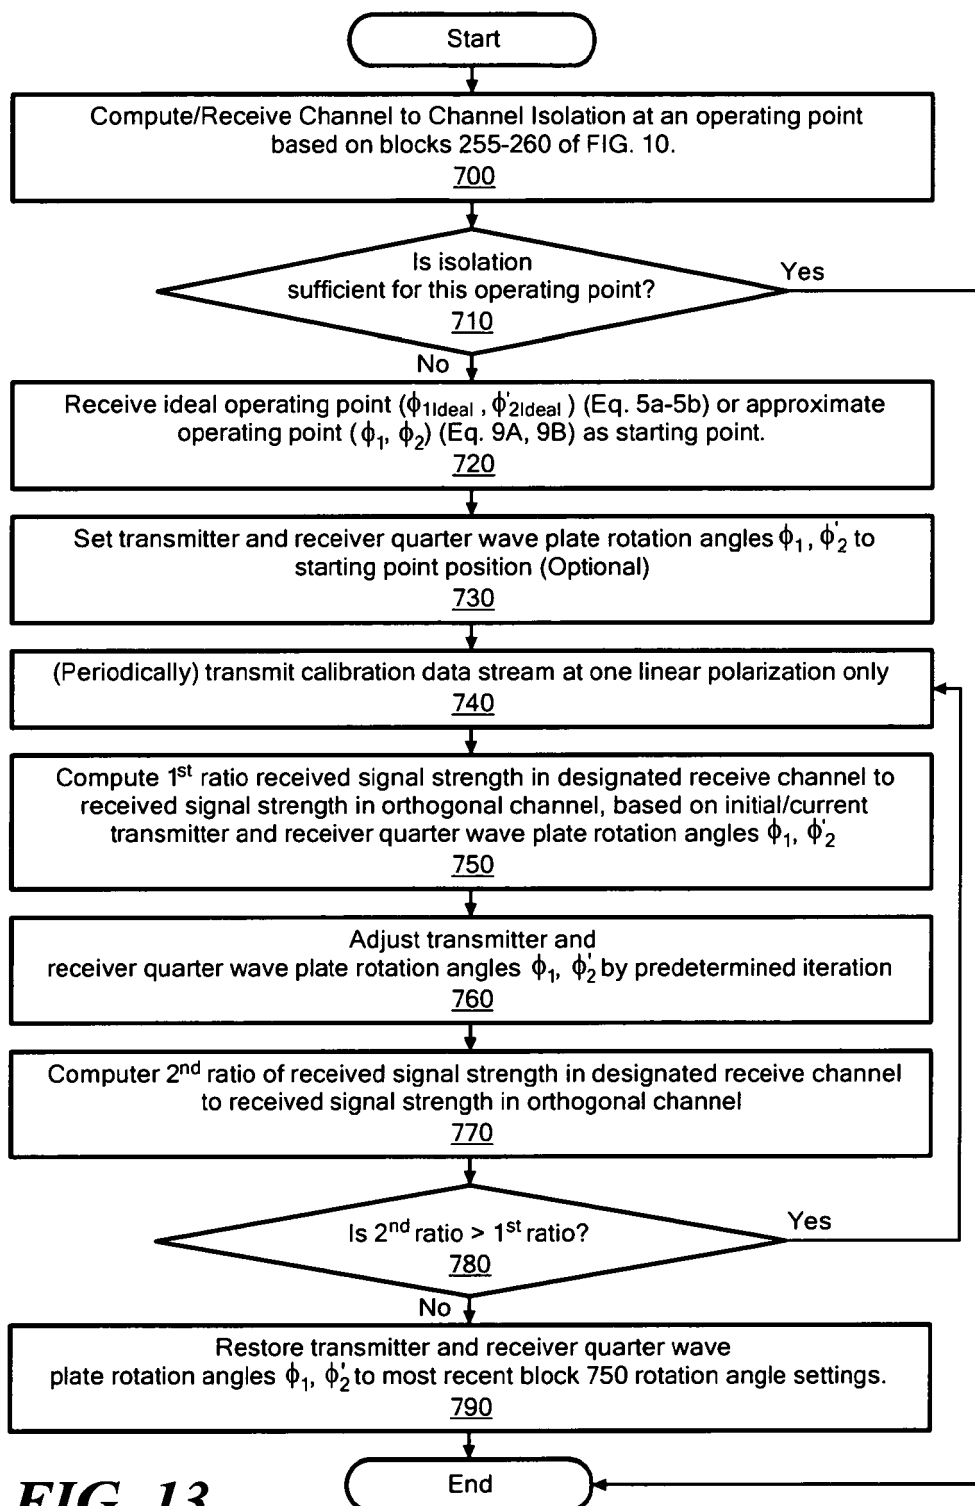 Start
Compute/Receive Channel to Channel Isolation at an operating point
based on blocks 255-260 of FIG. 10.
700
Is isolation
sufficient for this operating point?
710
Yes
No
Receive ideal operating point (ϕ1Ideal , ϕ'2Ideal ) (Eq. 5a-5b) or approximate
operating point (ϕ1, ϕ2) (Eq. 9A, 9B) as starting point.
720
Set transmitter and receiver quarter wave plate rotation angles ϕ1, ϕ'2 to
starting point position (Optional)
730
(Periodically) transmit calibration data stream at one linear polarization only
740
Compute 1st ratio received signal strength in designated receive channel to
received signal strength in orthogonal channel, based on initial/current
transmitter and receiver quarter wave plate rotation angles ϕ1, ϕ'2
750
Adjust transmitter and
receiver quarter wave plate rotation angles ϕ1, ϕ'2 by predetermined iteration
760
Computer 2nd ratio of received signal strength in designated receive channel
to received signal strength in orthogonal channel
770
Is 2nd ratio > 1st ratio?
780
Yes
No
Restore transmitter and receiver quarter wave
plate rotation angles ϕ1, ϕ'2 to most recent block 750 rotation angle settings.
790
End
FIG. 13